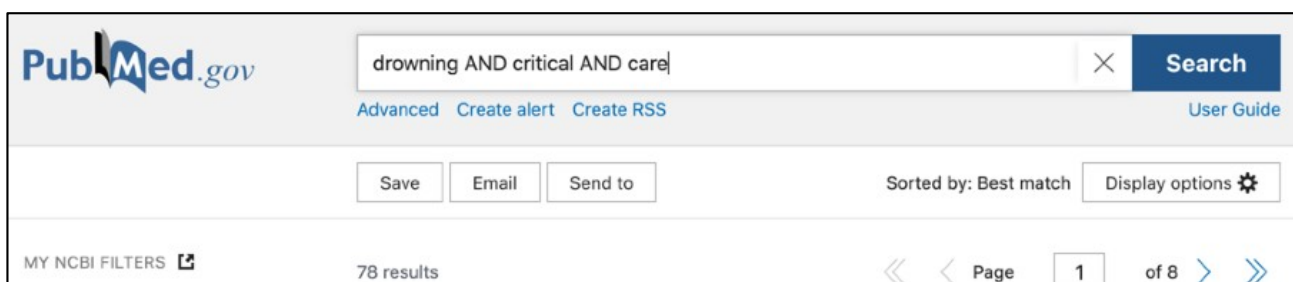 PubMed.gov
drowning AND critical AND care
Search
Advanced Create alert Create RSS
User Guide
Save Email Send to
Sorted by: Best match Display options
MY NCBI FILTERS
78 results
Page 1 of 8